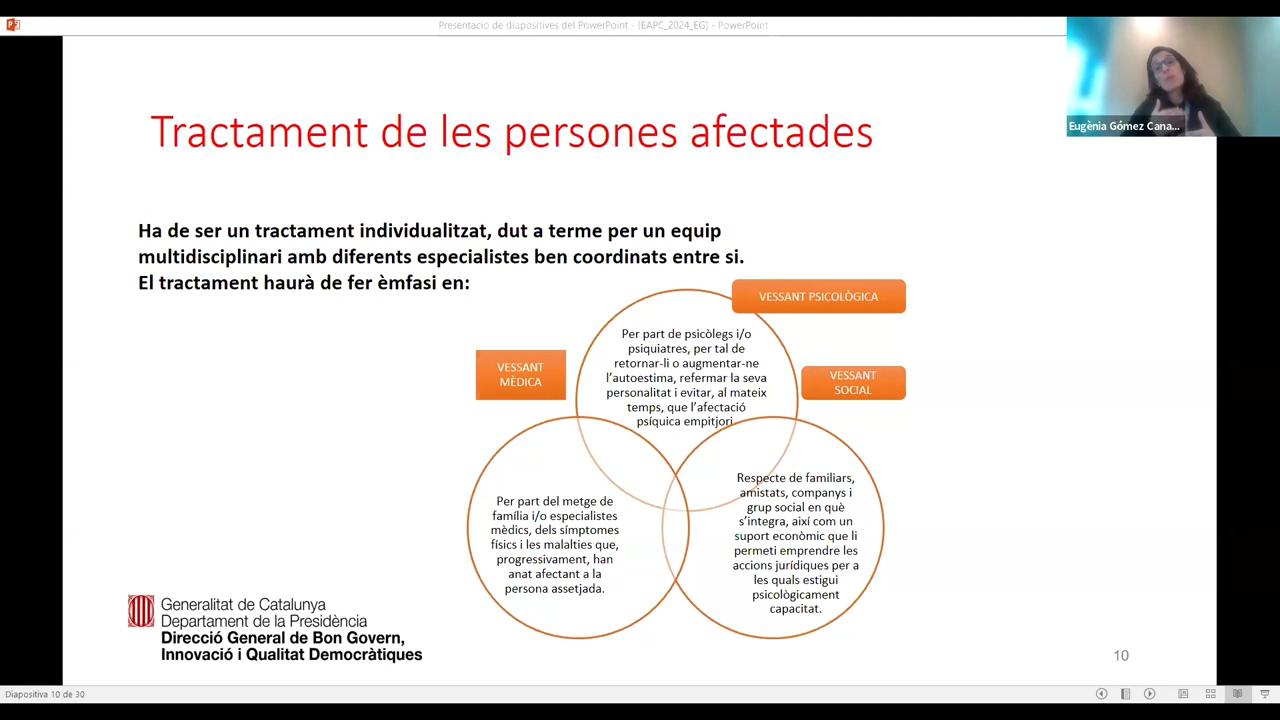 Presentació de diapositives del PowerPoint - [EAPC_2024_EG] - PowerPoint
Eugènia Gómez Cana...
Tractament de les persones afectades
Ha de ser un tractament individualitzat, dut a terme per un equip
multidisciplinari amb diferents especialistes ben coordinats entre si.
El tractament haurà de fer èmfasi en:
VESSANT PSICOLÒGICA
Per part de psicòlegs i/o
psiquiatres, per tal de
retornar-li o augmentar-ne
l'autoestima, refermar la seva
personalitat i evitar, al mateix
temps, que l'afectació
psíquica empitjori.
VESSANT
MÈDICA
VESSANT
SOCIAL
Per part del metge de
família i/o especialistes
mèdics, dels símptomes
físics i les malalties que,
progressivament, han
anat afectant a la
persona assetjada.
Respecte de familiars,
amistats, companys i
grup social en què
s'integra, així com un
suport econòmic que li
permeti emprendre les
accions jurídiques per a
les quals estigui
psicològicament
capacitat.
Generalitat de Catalunya
Departament de la Presidència
Direcció General de Bon Govern,
Innovació i Qualitat Democràtiques
10
Diapositiva 10 de 30